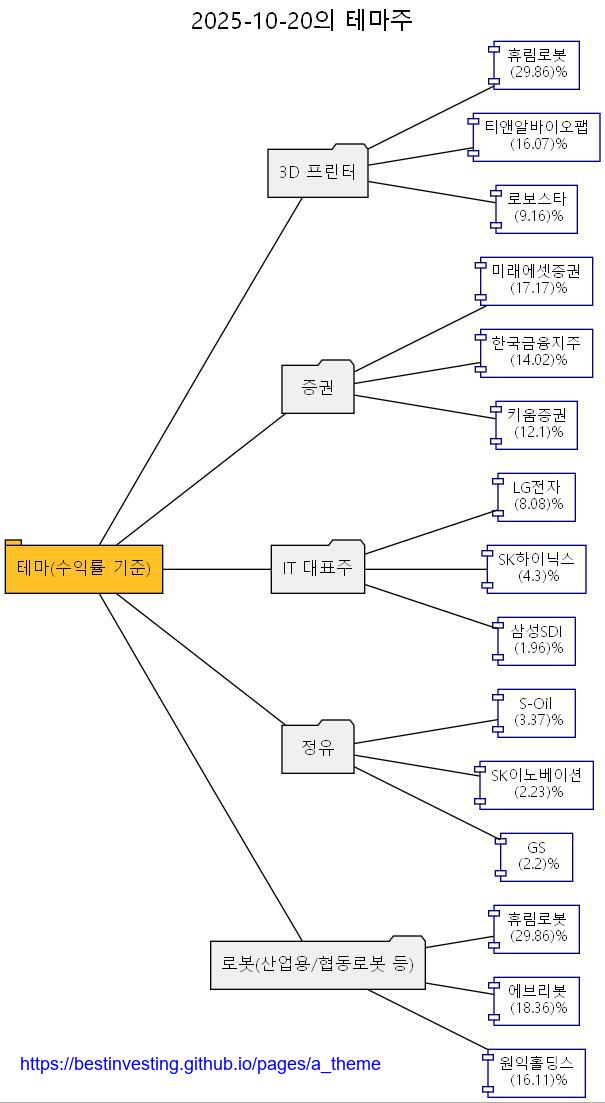 2025-10-20의 테마주
휴림로봇
(29.86)%
티앤알바이오팹
(16.07)%
3D 프린터
로보스타
(9.16)%
미래에셋증권
(17.17)%
한국금융지주
(14.02)%
증권
키움증권
(12.1)%
LG전자
(8.08)%
테마(수익률 기준)
IT 대표주
SK하이닉스
(4.3)%
삼성SDI
(1.96)%
S-Oil
(3.37)%
정유
SK이노베이션
(2.23)%
GS
(2.2)%
휴림로봇
(29.86)%
로봇(산업용/협동로봇 등)
에브리봇
(18.36)%
원익홀딩스
(16.11)%
https://bestinvesting.github.io/pages/a_theme